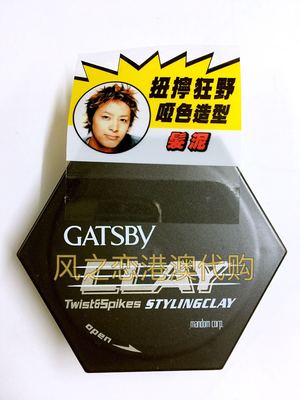 扭擰狂野
啞色造型
髮泥
GATSBY
CLAY
风之恋港澳代购
Twist&Spikes STYLINGCLAY
mandom corp.
open